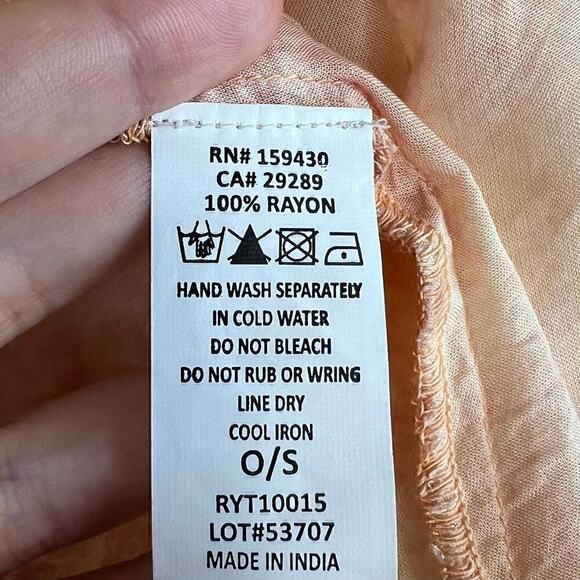 RN# 159430
CA# 29289
100% RAYON
HAND WASH SEPARATELY
IN COLD WATER
DO NOT BLEACH
DO NOT RUB OR WRING
LINE DRY
COOL IRON
O/S
RYT10015
LOT#53707
MADE IN INDIA